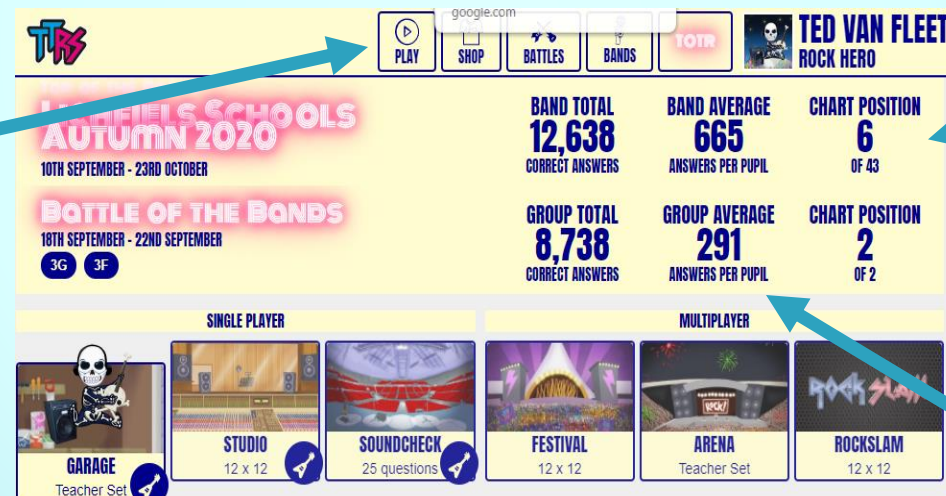 google.com
TTRS
PLAY
SHOP
BATTLES
BANDS
TOTR
TED VAN FLEET
ROCK HERO
SCHOOLS
AUTUMN 2020
10TH SEPTEMBER - 23RD OCTOBER
BAND TOTAL
12,638
CORRECT ANSWERS
BAND AVERAGE
665
ANSWERS PER PUPIL
CHART POSITION
6
OF 43
BATTLE OF THE BANDS
18TH SEPTEMBER - 22ND SEPTEMBER
3G 3F
GROUP TOTAL
8,738
CORRECT ANSWERS
GROUP AVERAGE
291
ANSWERS PER PUPIL
CHART POSITION
2
OF 2
SINGLE PLAYER
MULTIPLAYER
GARAGE
Teacher Set
STUDIO
12 x 12
SOUNDCHECK
25 questions
FESTIVAL
12 x 12
ROCK!
ARENA
Teacher Set
ROCK SLAM
ROCKSLAM
12 x 12